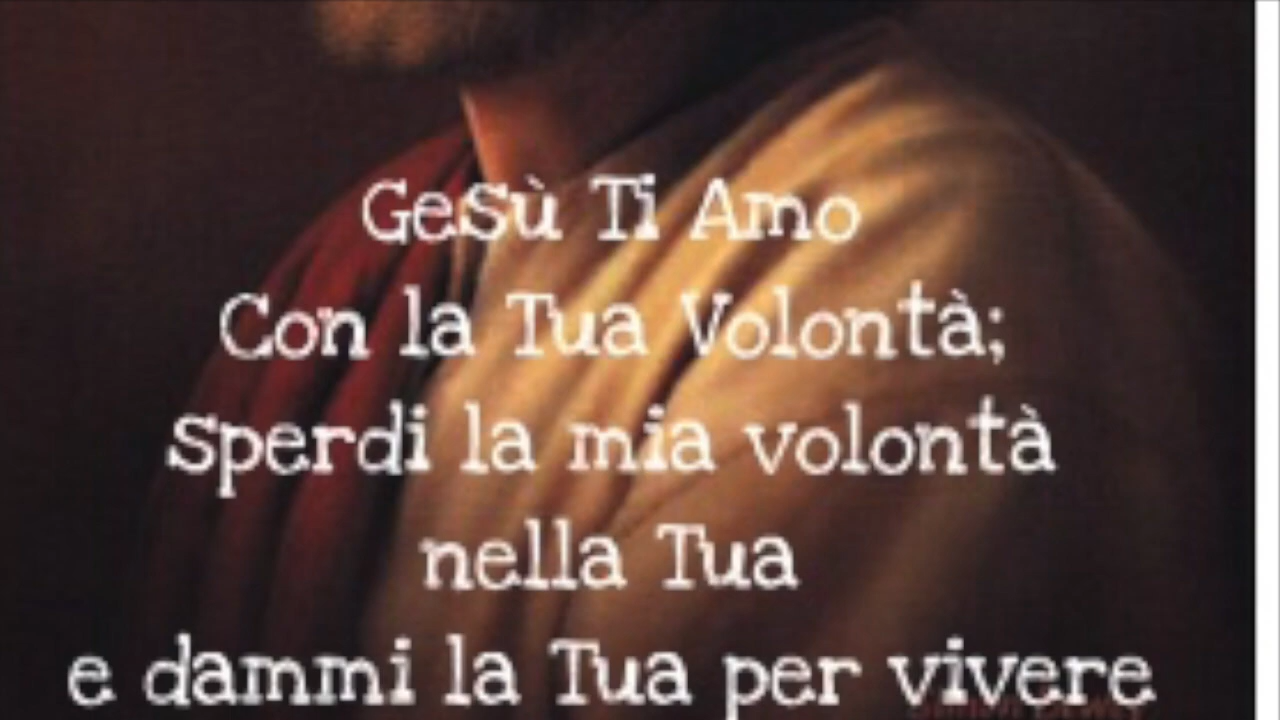 Gesù Ti Amo
Con la Tua Volontà;
sperdi la mia volontà
nella Tua
e dammi la Tua per vivere